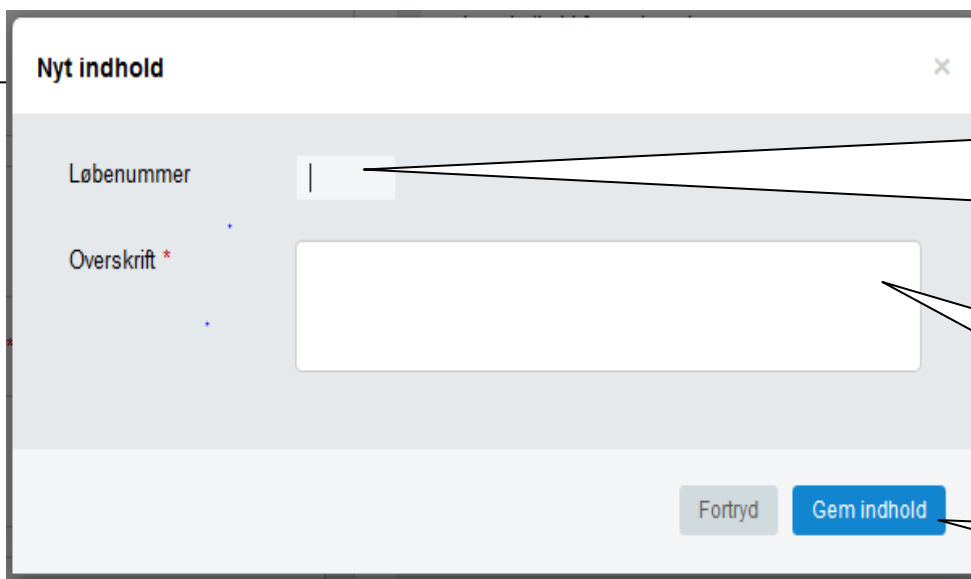 Nyt indhold ×
Løbenummer
Overskrift *
Fortryd Gem indhold